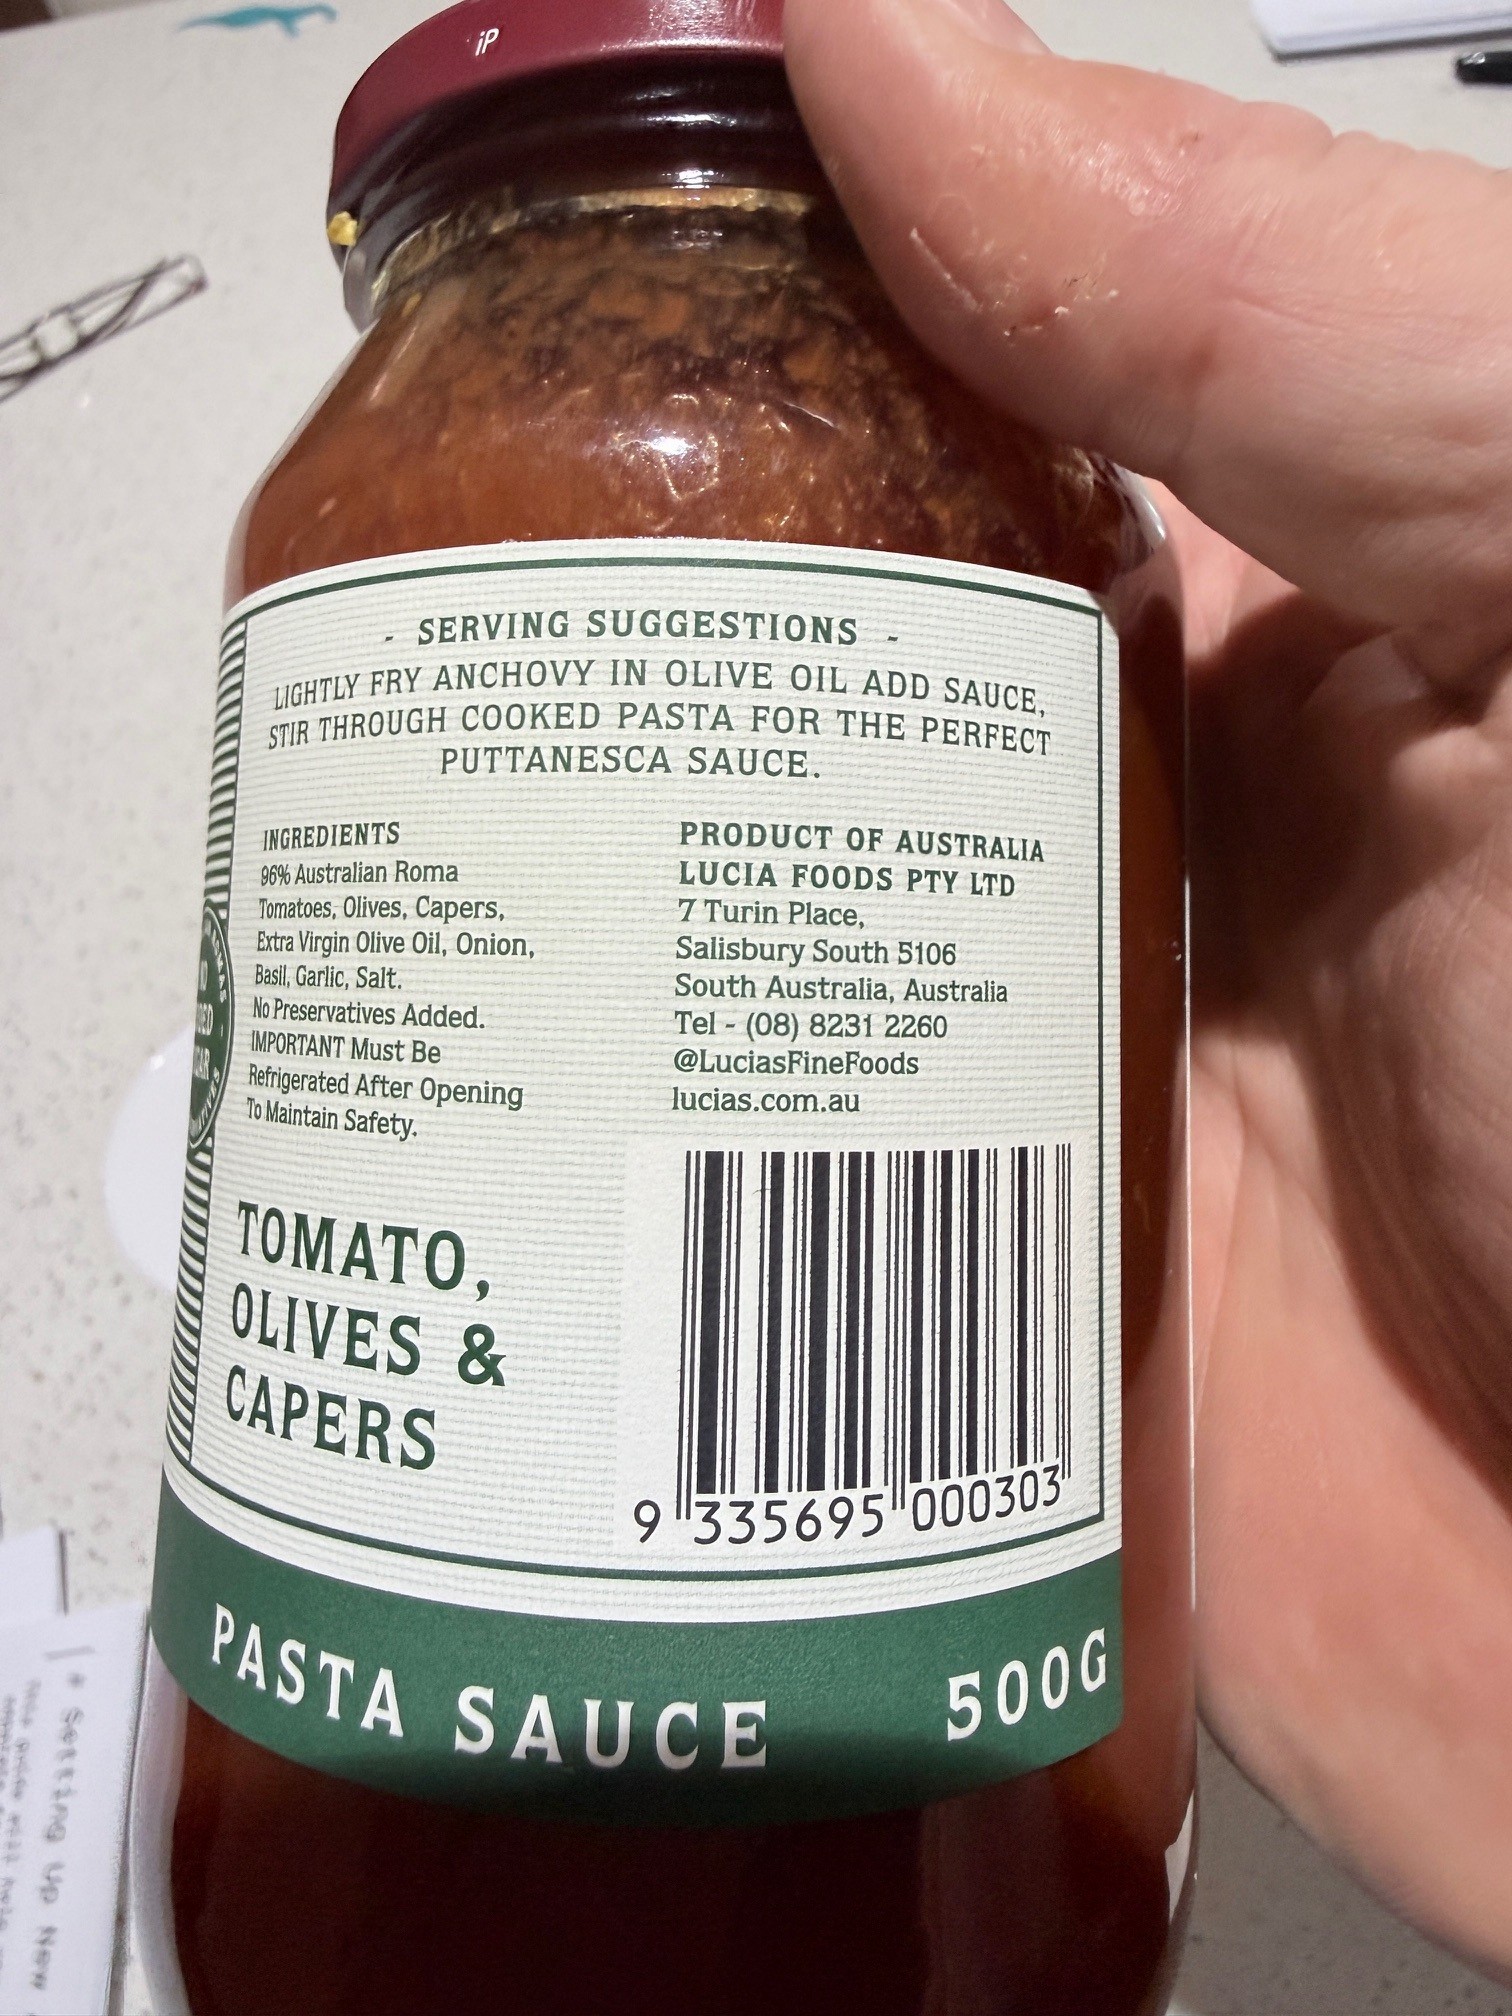 iP
- SERVING SUGGESTIONS -
LIGHTLY FRY ANCHOVY IN OLIVE OIL ADD SAUCE,
STIR THROUGH COOKED PASTA FOR THE PERFECT
PUTTANESCA SAUCE.
INGREDIENTS
96% Australian Roma
Tomatoes, Olives, Capers,
Extra Virgin Olive Oil, Onion,
Basil, Garlic, Salt.
No Preservatives Added.
IMPORTANT Must Be
Refrigerated After Opening
To Maintain Safety.
PRODUCT OF AUSTRALIA
LUCIA FOODS PTY LTD
7 Turin Place,
Salisbury South 5106
South Australia, Australia
Tel - (08) 8231 2260
@LuciasFineFoods
lucias.com.au
TOMATO,
OLIVES &
CAPERS
9 335695 000303
PASTA SAUCE
500G
# Setting Up New